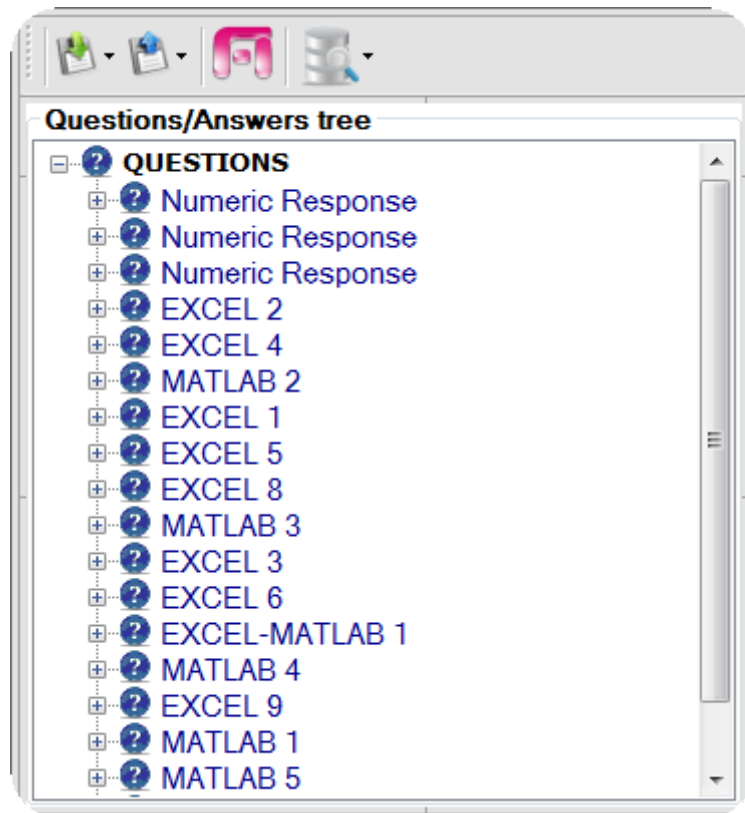 Questions/Answers tree
QUESTIONS
Numeric Response
Numeric Response
Numeric Response
EXCEL 2
EXCEL 4
MATLAB 2
EXCEL 1
EXCEL 5
EXCEL 8
MATLAB 3
EXCEL 3
EXCEL 6
EXCEL-MATLAB 1
MATLAB 4
EXCEL 9
MATLAB 1
MATLAB 5